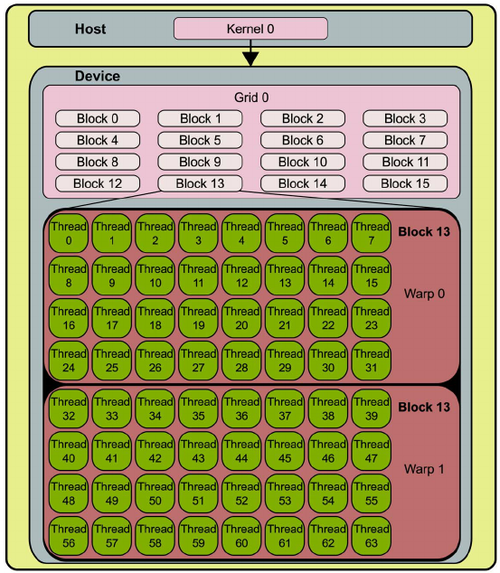 Host
Kernel 0
Device
Grid 0
Block 0 Block 1 Block 2 Block 3
Block 4 Block 5 Block 6 Block 7
Block 8 Block 9 Block 10 Block 11
Block 12 Block 13 Block 14 Block 15
Thread Thread Thread Thread Thread Thread Thread Thread
0 1 2 3 4 5 6 7
Block 13
Thread Thread Thread Thread Thread Thread Thread Thread
8 9 10 11 12 13 14 15
Warp 0
Thread Thread Thread Thread Thread Thread Thread Thread
16 17 18 19 20 21 22 23
Thread Thread Thread Thread Thread Thread Thread Thread
24 25 26 27 28 29 30 31
Thread Thread Thread Thread Thread Thread Thread Thread
32 33 34 35 36 37 38 39
Block 13
Thread Thread Thread Thread Thread Thread Thread Thread
40 41 42 43 44 45 46 47
Warp 1
Thread Thread Thread Thread Thread Thread Thread Thread
48 49 50 51 52 53 54 55
Thread Thread Thread Thread Thread Thread Thread Thread
56 57 58 59 60 61 62 63